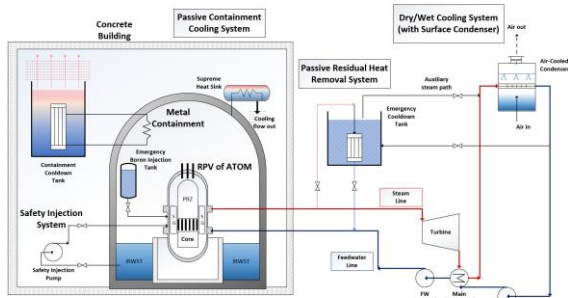 Concrete
Building
Passive Containment
Cooling System
Dry/Wet Cooling System
(with Surface Condenser)
Air out
Supreme
Heat Sink
Passive Residual Heat
Removal System
Auxiliary
steam path
Air-Cooled
Condenser
Cooling
flow out
Emergency
Cooldown
Tank
Metal
Containment
Air in
Emergency
Boron Injection
Tank
RPV of ATOM
Containment
Cooldown
Tank
PRZ
Steam
Line
Safety Injection
System
S
G
S
G
Core
Turbine
IRWST
IRWST
Feedwater
Line
Safety Injection
Pump
FW
Main